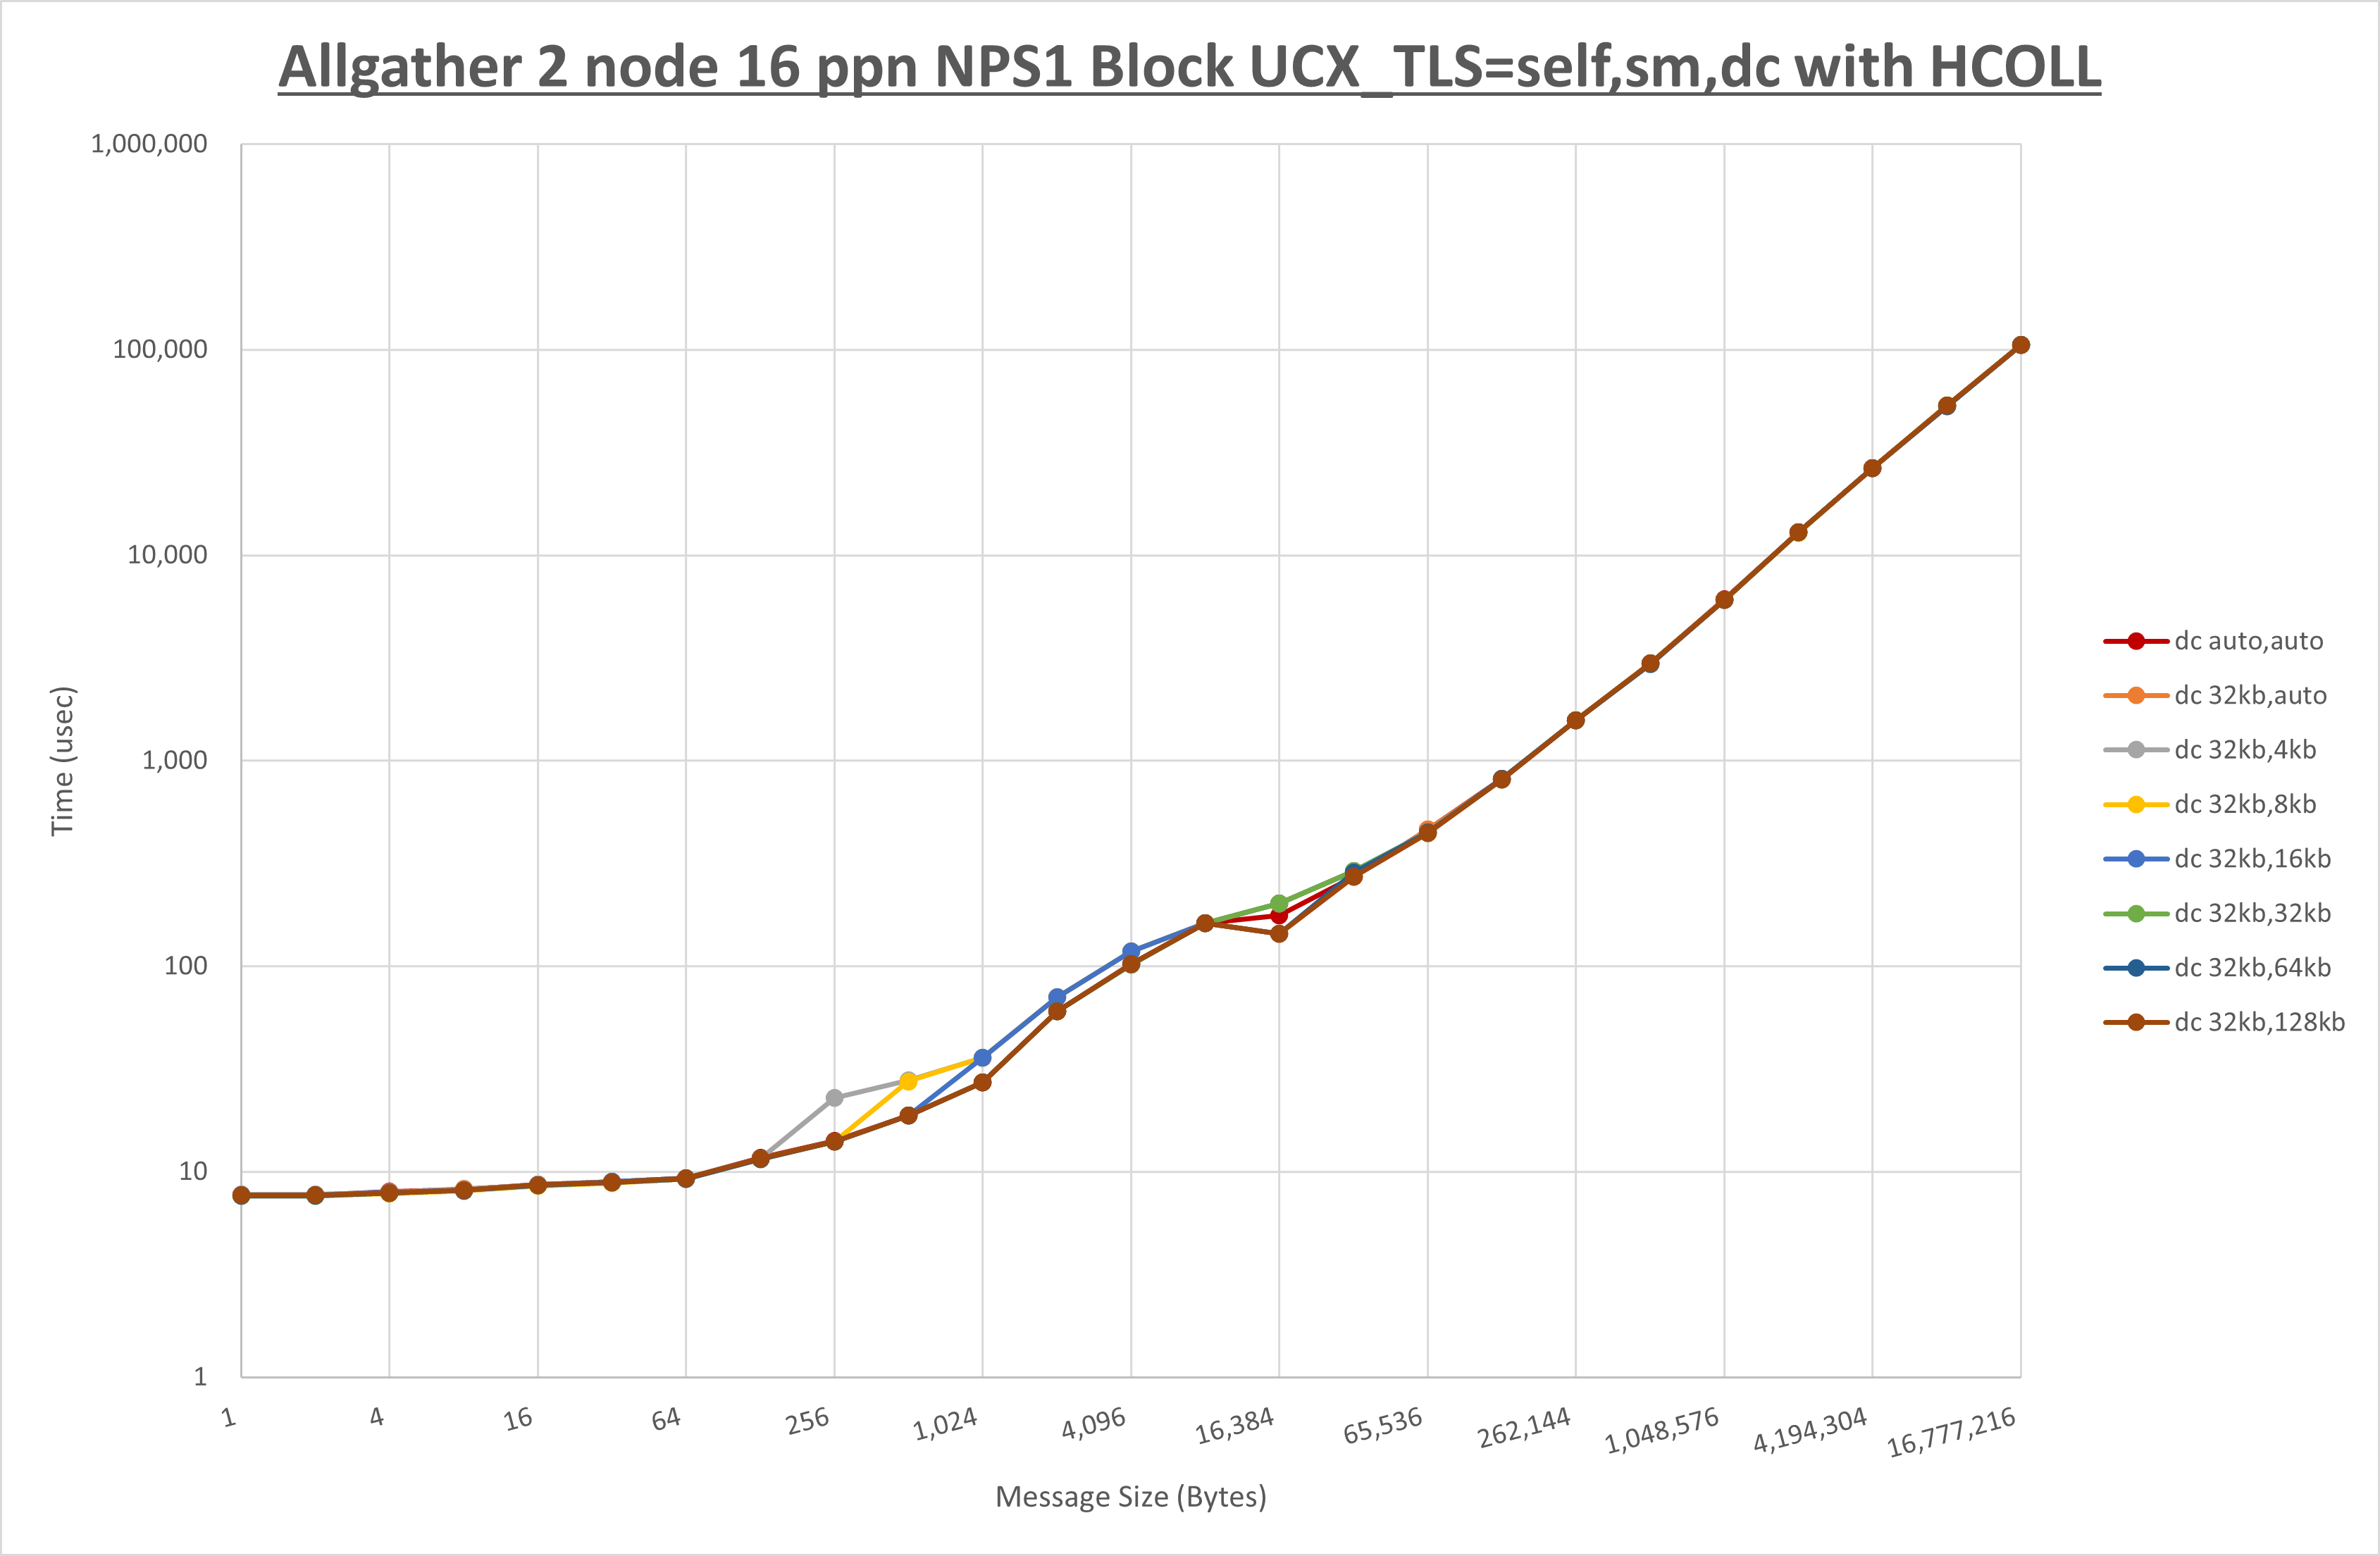 Allgather 2 node 16 ppn NPS1 Block UCX_TLS=self,sm,dc with HCOLL
1,000,000
100,000
10,000
1,000
100
10
1
Time (usec)
1
4
16
64
256
1,024
4,096
16,384
65,536
262,144
1,048,576
4,194,304
16,777,216
Message Size (Bytes)
dc auto,auto
dc 32kb,auto
dc 32kb,4kb
dc 32kb,8kb
dc 32kb,16kb
dc 32kb,32kb
dc 32kb,64kb
dc 32kb,128kb